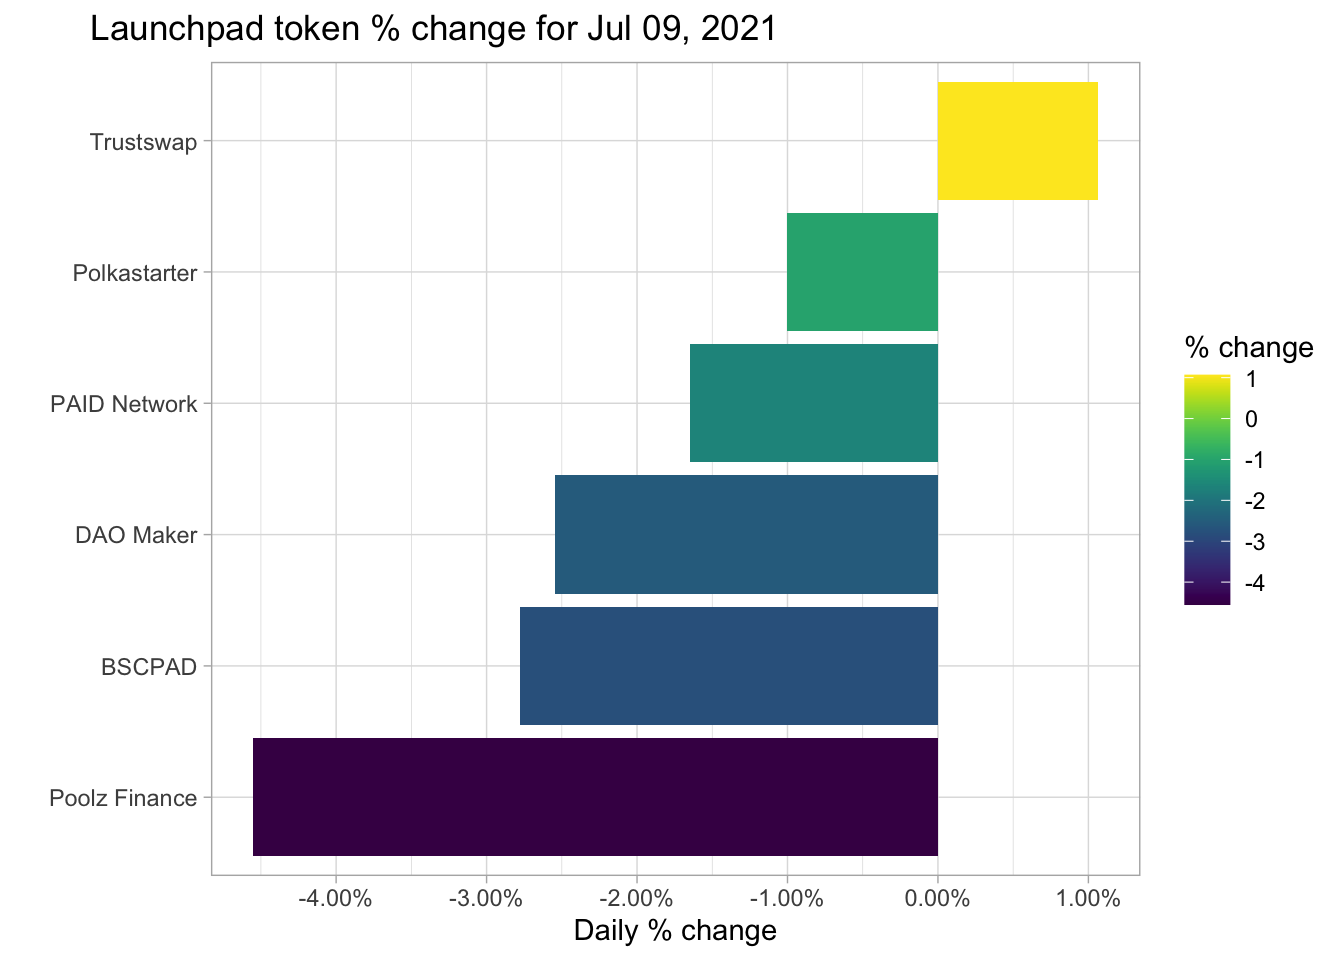 Launchpad token % change for Jul 09, 2021
Trustswap
Polkastarter
PAID Network
DAO Maker
BSCPAD
Poolz Finance
-4.00% -3.00% -2.00% -1.00% 0.00% 1.00%
Daily % change
% change
1
0
-1
-2
-3
-4